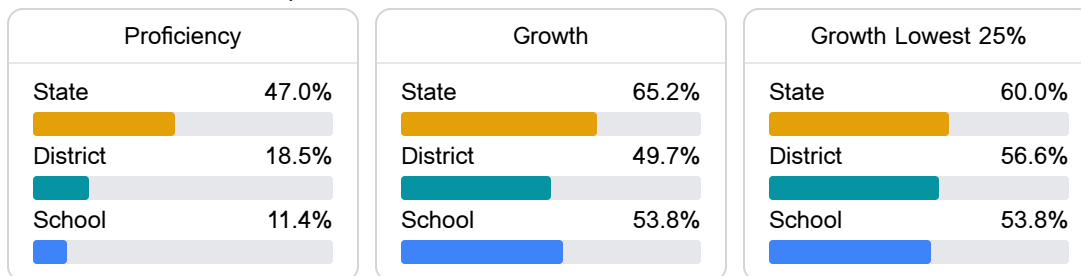 Proficiency
State 47.0%
District 18.5%
School 11.4%
Growth
State 65.2%
District 49.7%
School 53.8%
Growth Lowest 25%
State 60.0%
District 56.6%
School 53.8%